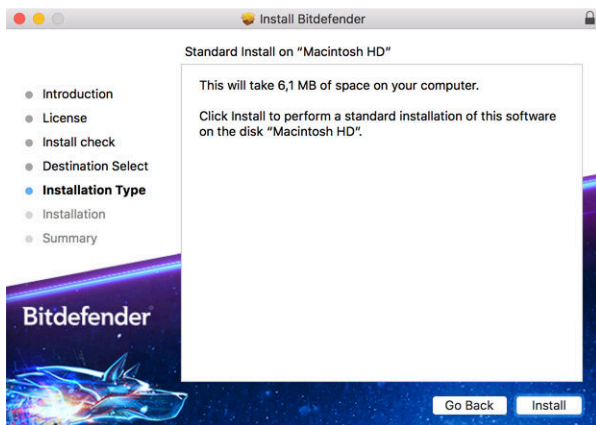 Install Bitdefender
Standard Install on “Macintosh HD”
Introduction
License
Install check
Destination Select
Installation Type
Installation
Summary
This will take 6,1 MB of space on your computer.
Click Install to perform a standard installation of this software
on the disk “Macintosh HD”.
Bitdefender
Go Back
Install